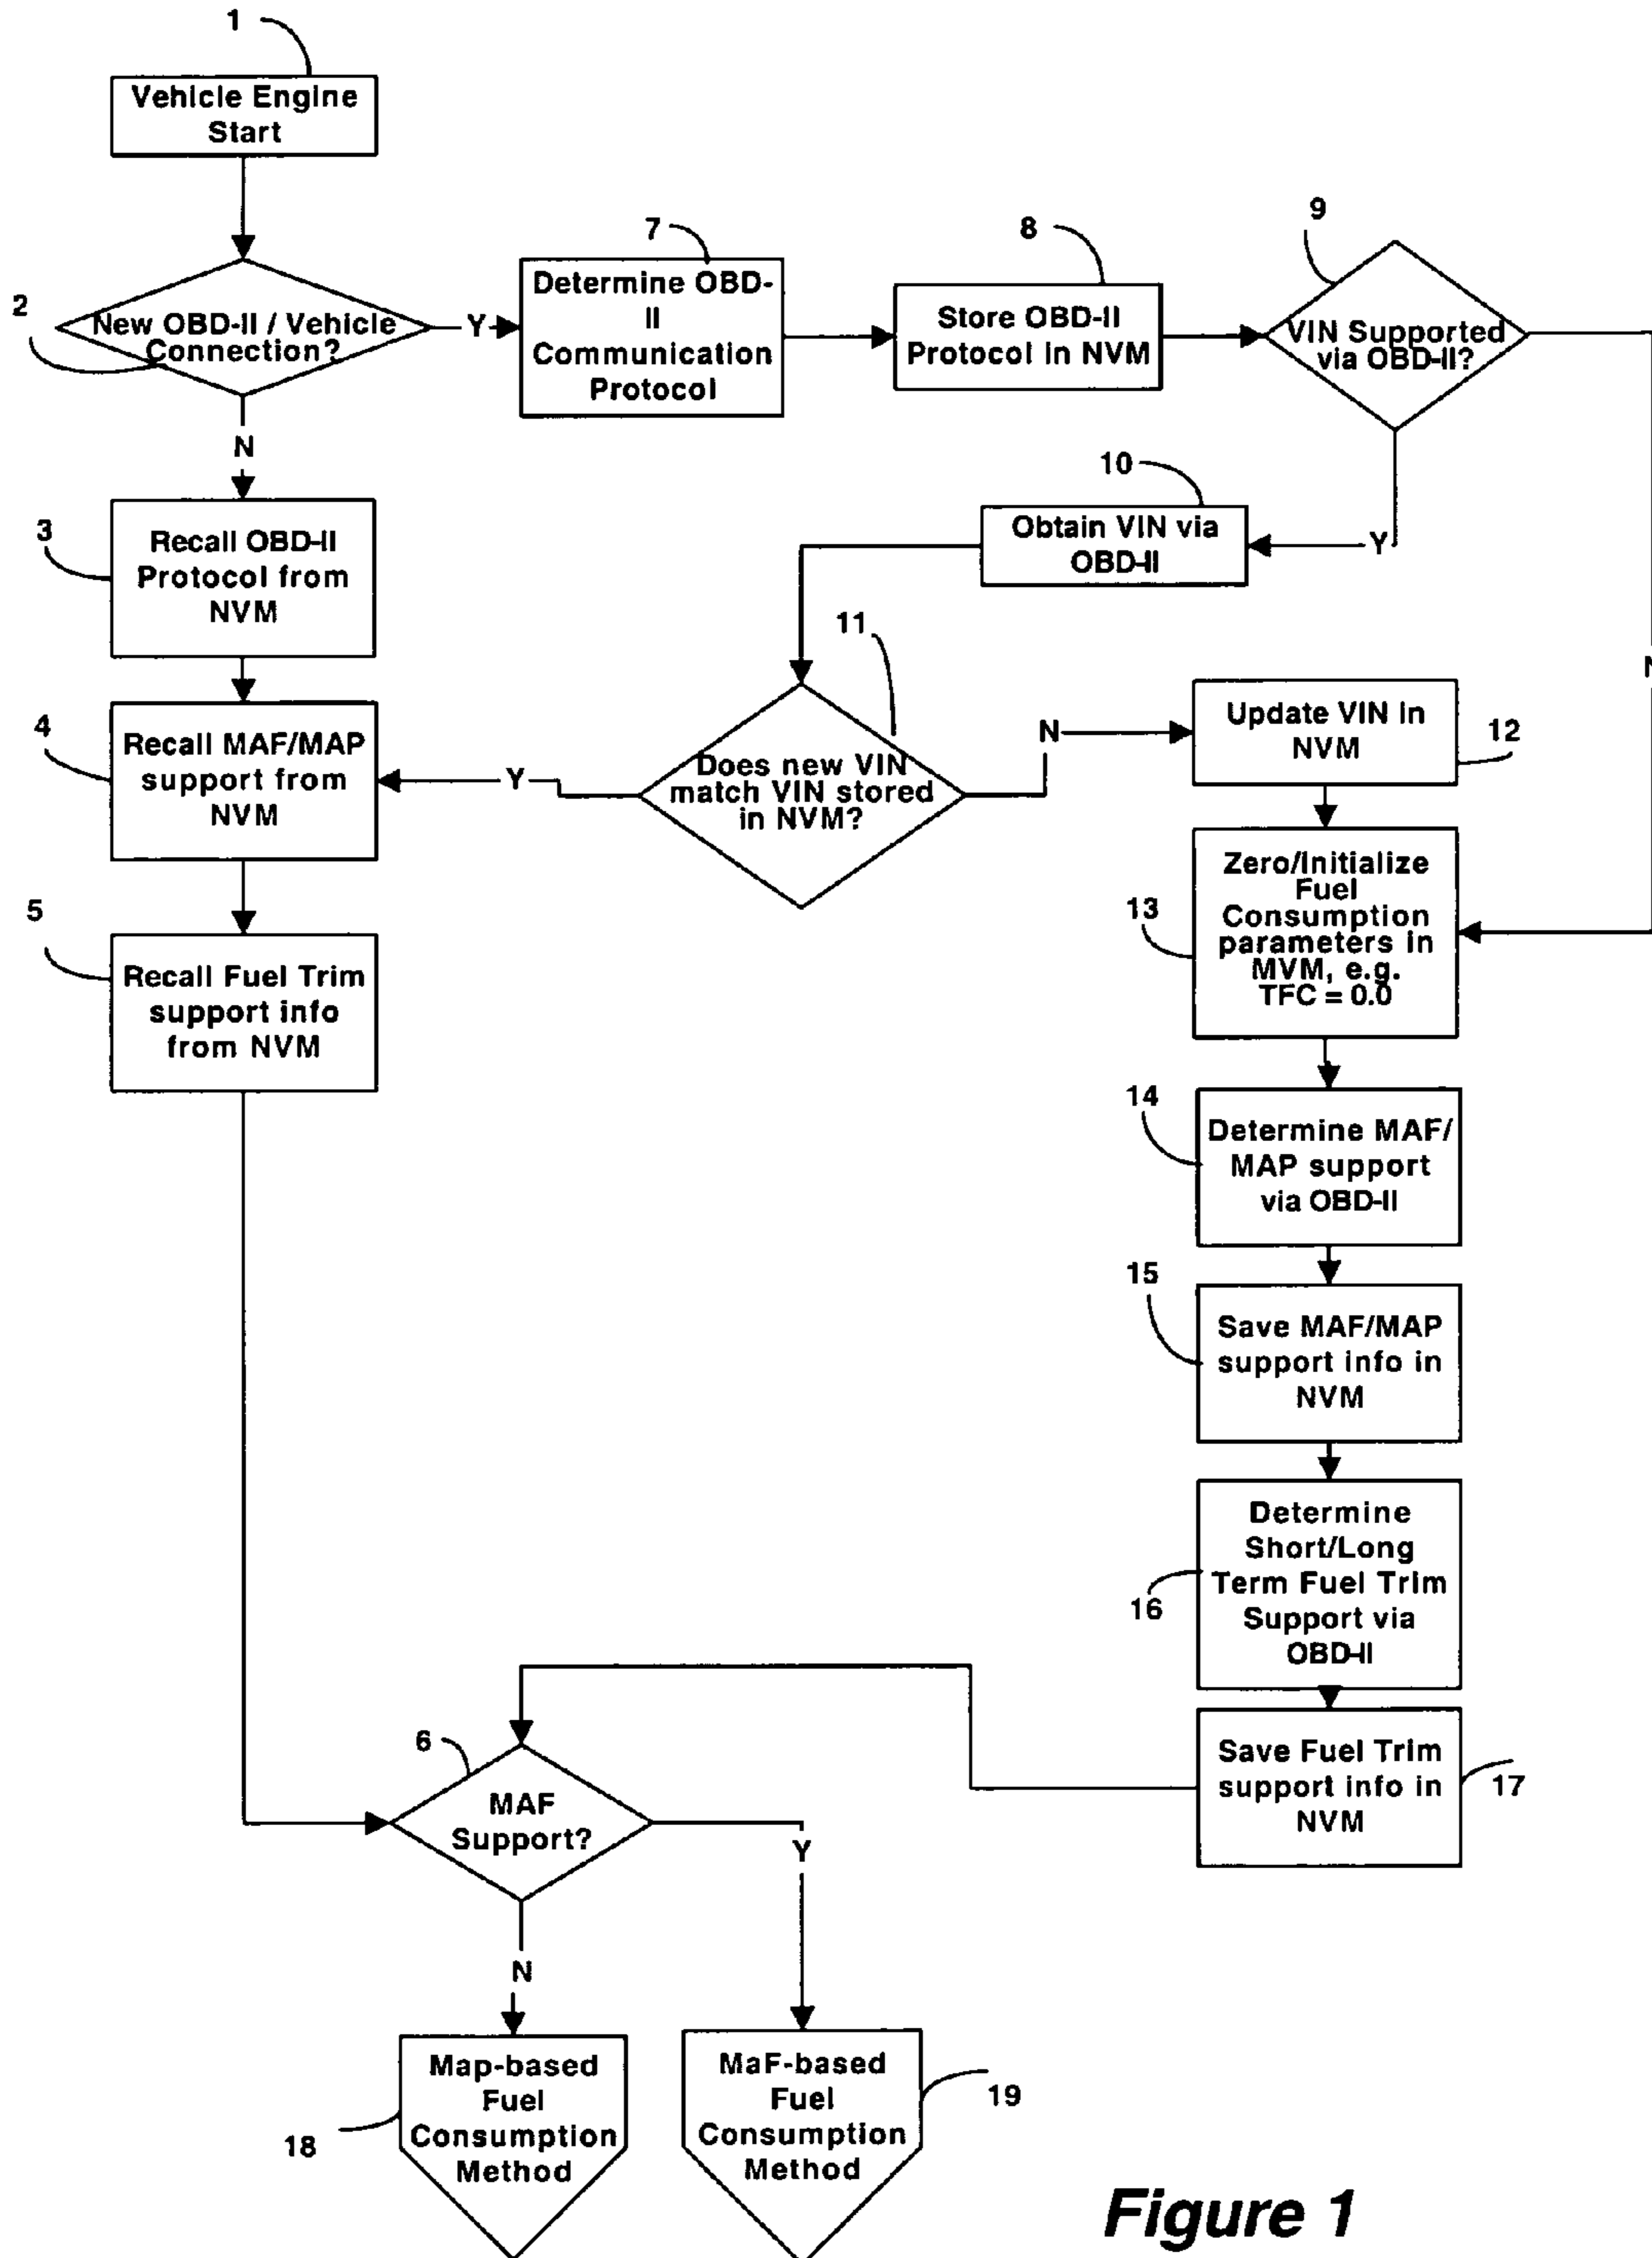 1
Vehicle Engine
Start
2
New OBD-II / Vehicle
Connection?
Y
7
Determine OBD-
II
Communication
Protocol
8
Store OBD-II
Protocol in NVM
9
VIN Supported
via OBD-II?
N
Y
N
10
Obtain VIN via
OBD-II
3
Recall OBD-II
Protocol from
NVM
11
Does new VIN
match VIN stored
in NVM?
Y
N
4
Recall MAF/MAP
support from
NVM
Update VIN in
NVM
12
13
Zero/Initialize
Fuel
Consumption
parameters in
MVM, e.g.
TFC = 0.0
5
Recall Fuel Trim
support info
from NVM
14
Determine MAF/
MAP support
via OBD-II
15
Save MAF/MAP
support info in
NVM
16
Determine
Short/Long
Term Fuel Trim
Support via
OBD-II
Save Fuel Trim
support info in
NVM
17
6
MAF
Support?
Y
N
18
Map-based
Fuel
Consumption
Method
MaF-based
Fuel
Consumption
Method
19
Figure 1